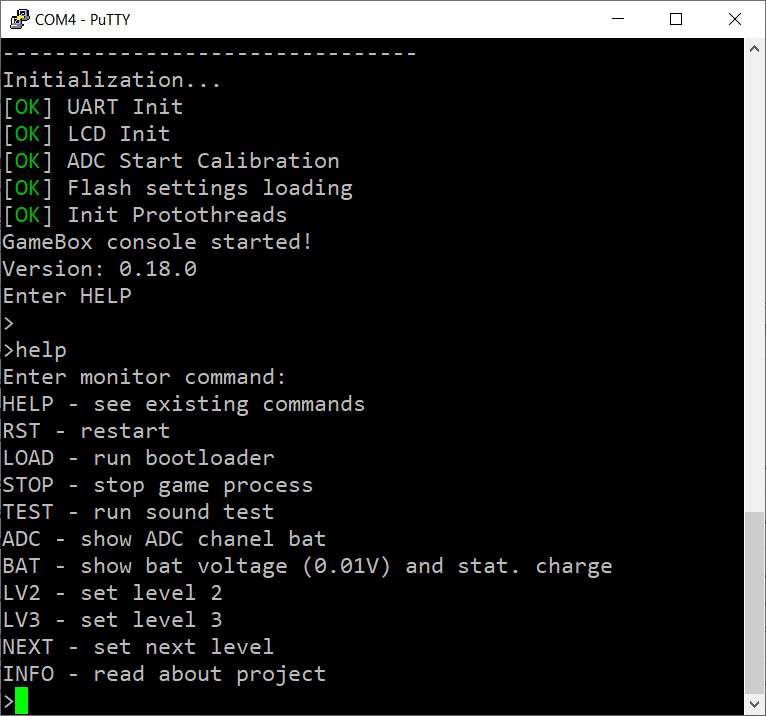 COM4 - PuTTY
---------------------------------
Initialization...
[OK] UART Init
[OK] LCD Init
[OK] ADC Start Calibration
[OK] Flash settings loading
[OK] Init Protothreads
GameBox console started!
Version: 0.18.0
Enter HELP
>
>help
Enter monitor command:
HELP - see existing commands
RST - restart
LOAD - run bootloader
STOP - stop game process
TEST - run sound test
ADC - show ADC chanel bat
BAT - show bat voltage (0.01V) and stat. charge
LV2 - set level 2
LV3 - set level 3
NEXT - set next level
INFO - read about project
>